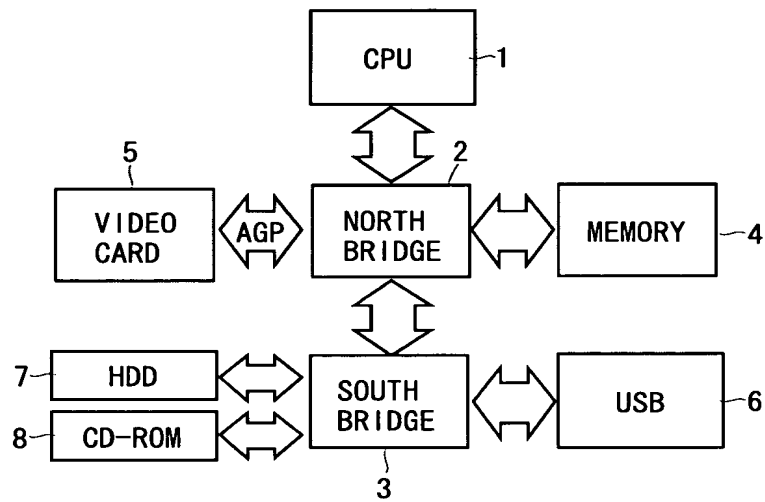 CPU
1
2
5
VIDEO
CARD
AGP
NORTH
BRIDGE
MEMORY
4
7
HDD
SOUTH
BRIDGE
USB
6
8
CD-ROM
3